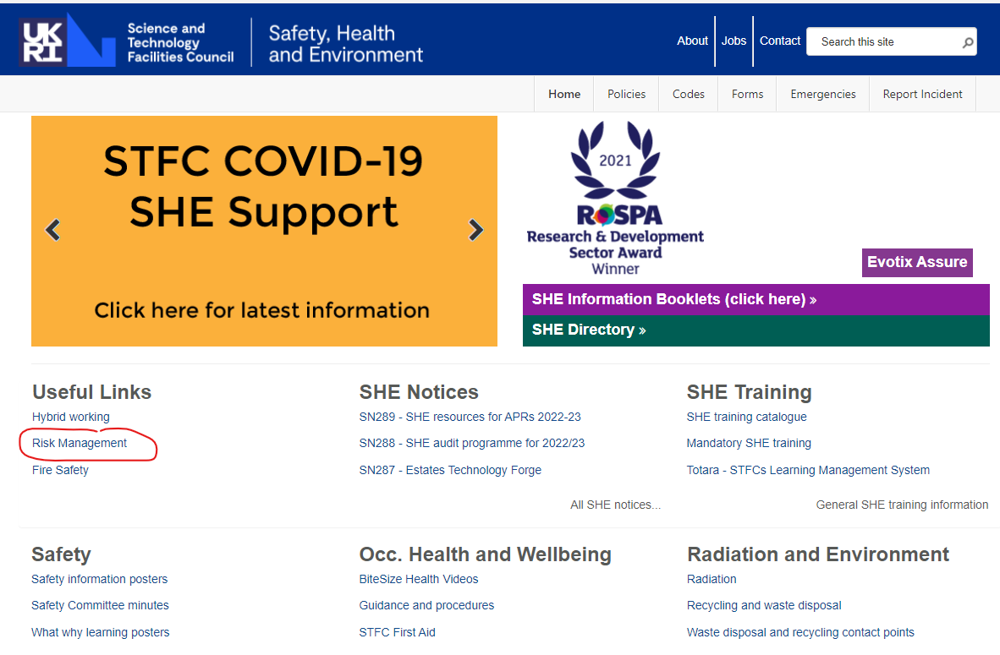 UK
RI
Science and
Technology
Facilities Council
Safety, Health
and Environment
About
Jobs
Contact
Search this site
Home
Policies
Codes
Forms
Emergencies
Report Incident
STFC COVID-19
SHE Support
Click here for latest information
2021
RoSPA
Research & Development
Sector Award
Winner
Evotix Assure
SHE Information Booklets (click here) »
SHE Directory »
Useful Links
Hybrid working
Risk Management
Fire Safety
SHE Notices
SN289 - SHE resources for APRs 2022-23
SN288 - SHE audit programme for 2022/23
SN287 - Estates Technology Forge
All SHE notices...
SHE Training
SHE training catalogue
Mandatory SHE training
Totara - STFCs Learning Management System
General SHE training information
Safety
Safety information posters
Safety Committee minutes
What why learning posters
Occ. Health and Wellbeing
BiteSize Health Videos
Guidance and procedures
STFC First Aid
Radiation and Environment
Radiation
Recycling and waste disposal
Waste disposal and recycling contact points